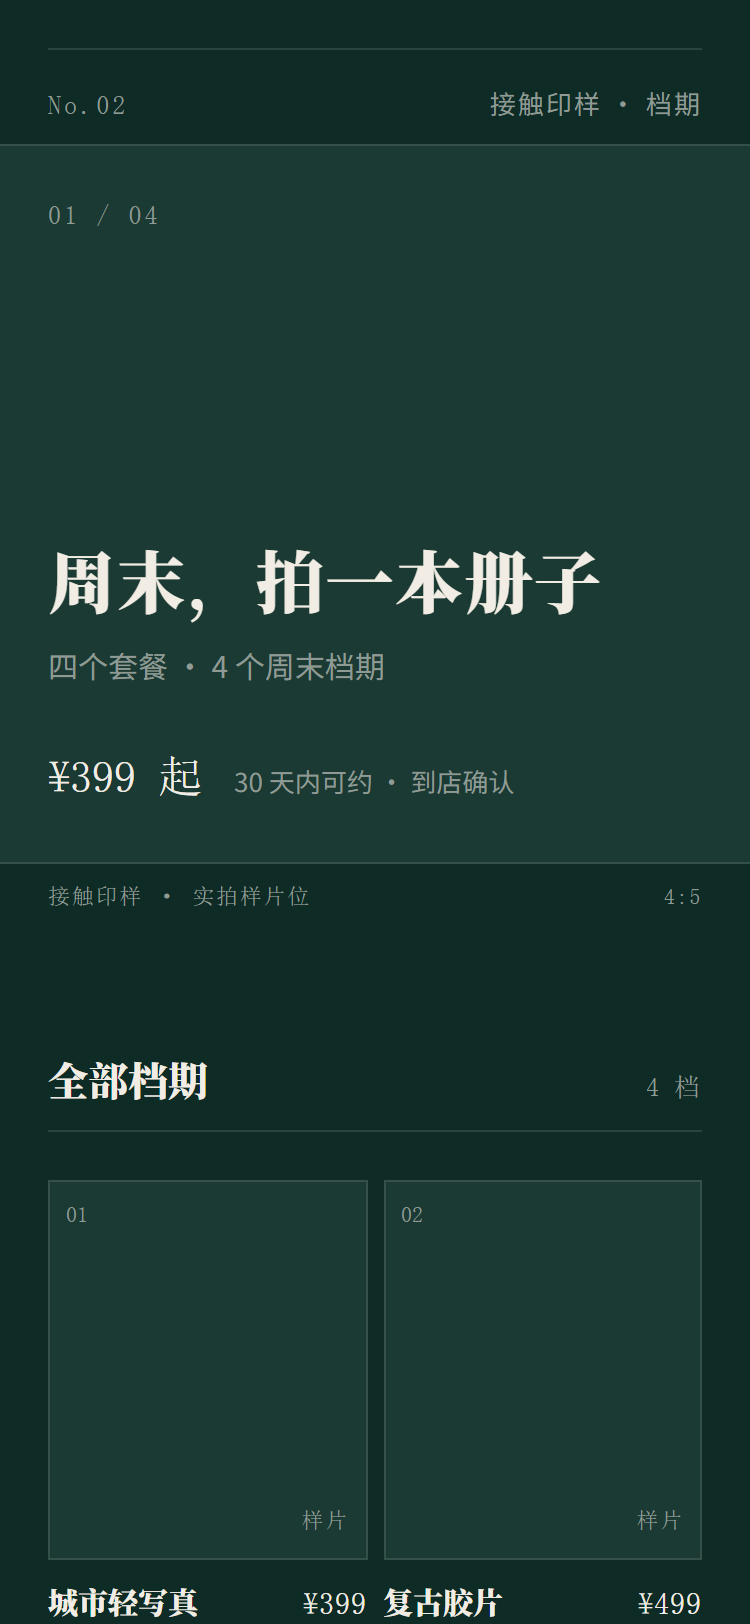 No.02 接触印样 · 档期
01 / 04
周末，拍一本册子
四个套餐 · 4 个周末档期
¥399 起 30 天内可约 · 到店确认
接触印样 · 实拍样片位 4:5
全部档期 4 档
01 02
样片 样片
城市轻写真 ¥399 复古胶片 ¥499